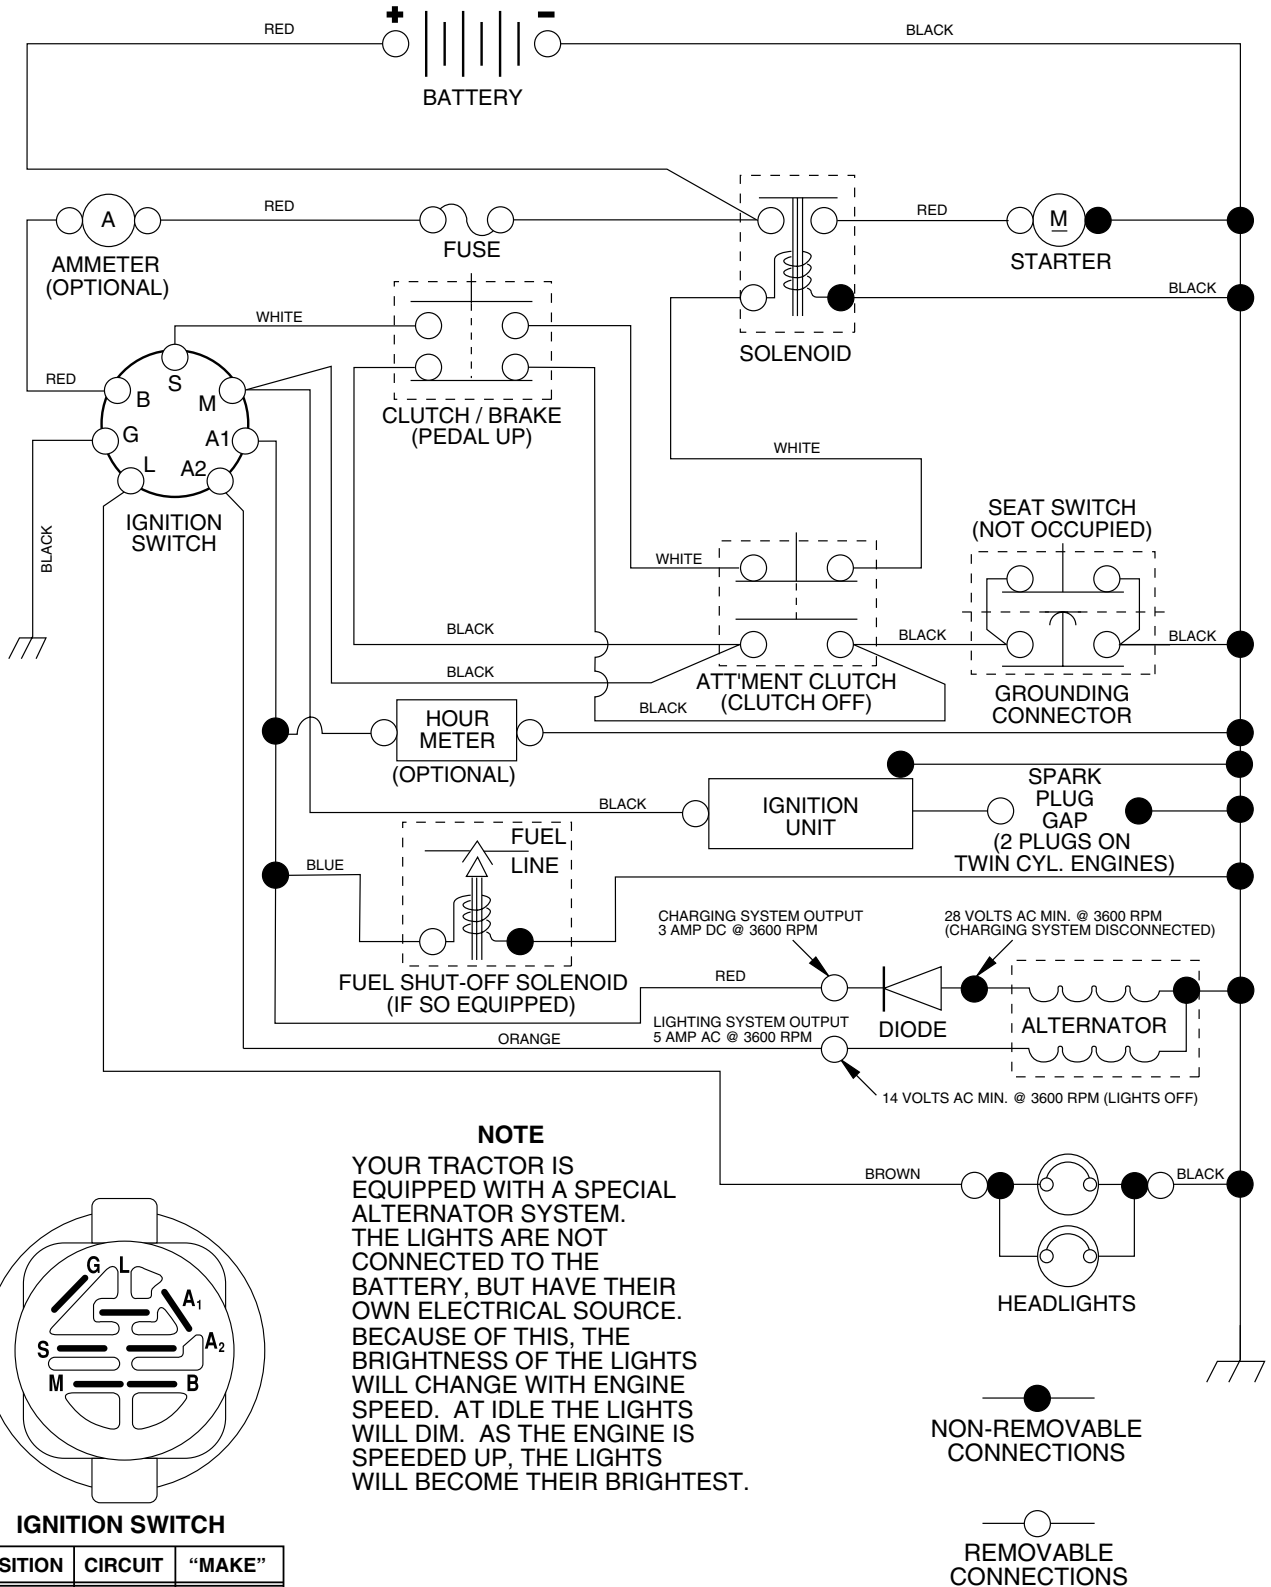 +
-
RED
BLACK
BATTERY
A
RED
FUSE
RED
M
STARTER
AMMETER
(OPTIONAL)
BLACK
SOLENOID
WHITE
RED
S
B
M
G
A1
L
A2
IGNITION
SWITCH
BLACK
CLUTCH / BRAKE
(PEDAL UP)
WHITE
SEAT SWITCH
(NOT OCCUPIED)
WHITE
BLACK
BLACK
BLACK
BLACK
ATT'MENT CLUTCH
(CLUTCH OFF)
GROUNDING
CONNECTOR
BLACK
HOUR
METER
(OPTIONAL)
BLACK
IGNITION
UNIT
SPARK
PLUG
GAP
(2 PLUGS ON
TWIN CYL. ENGINES)
FUEL
LINE
BLUE
FUEL SHUT-OFF SOLENOID
(IF SO EQUIPPED)
CHARGING SYSTEM OUTPUT
3 AMP DC @ 3600 RPM
28 VOLTS AC MIN. @ 3600 RPM
(CHARGING SYSTEM DISCONNECTED)
RED
DIODE
ALTERNATOR
LIGHTING SYSTEM OUTPUT
5 AMP AC @ 3600 RPM
ORANGE
14 VOLTS AC MIN. @ 3600 RPM (LIGHTS OFF)
NOTE
YOUR TRACTOR IS
EQUIPPED WITH A SPECIAL
ALTERNATOR SYSTEM.
THE LIGHTS ARE NOT
CONNECTED TO THE
BATTERY, BUT HAVE THEIR
OWN ELECTRICAL SOURCE.
BECAUSE OF THIS, THE
BRIGHTNESS OF THE LIGHTS
WILL CHANGE WITH ENGINE
SPEED. AT IDLE THE LIGHTS
WILL DIM. AS THE ENGINE IS
SPEEDED UP, THE LIGHTS
WILL BECOME THEIR BRIGHTEST.
BROWN
BLACK
HEADLIGHTS
G
L
A1
S
A2
M
B
IGNITION SWITCH
SITION CIRCUIT “MAKE”
NON-REMOVABLE
CONNECTIONS
REMOVABLE
CONNECTIONS